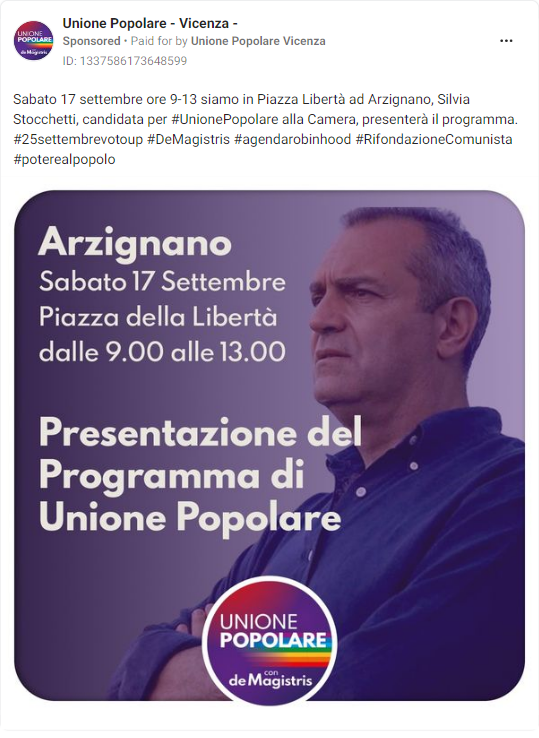 Unione Popolare - Vicenza -
Sponsored • Paid for by Unione Popolare Vicenza
ID: 1337586173648599
Sabato 17 settembre ore 9-13 siamo in Piazza Libertà ad Arzignano, Silvia
Stocchetti, candidata per #UnionePopolare alla Camera, presenterà il programma.
#25settembrevotoup #DeMagistris #agendarobinhood #RifondazioneComunista
#poterealpopolo
Arzignano
Sabato 17 Settembre
Piazza della Libertà
dalle 9.00 alle 13.00
Presentazione del
Programma di
Unione Popolare
UNIONE
POPOLARE
con
de Magistris